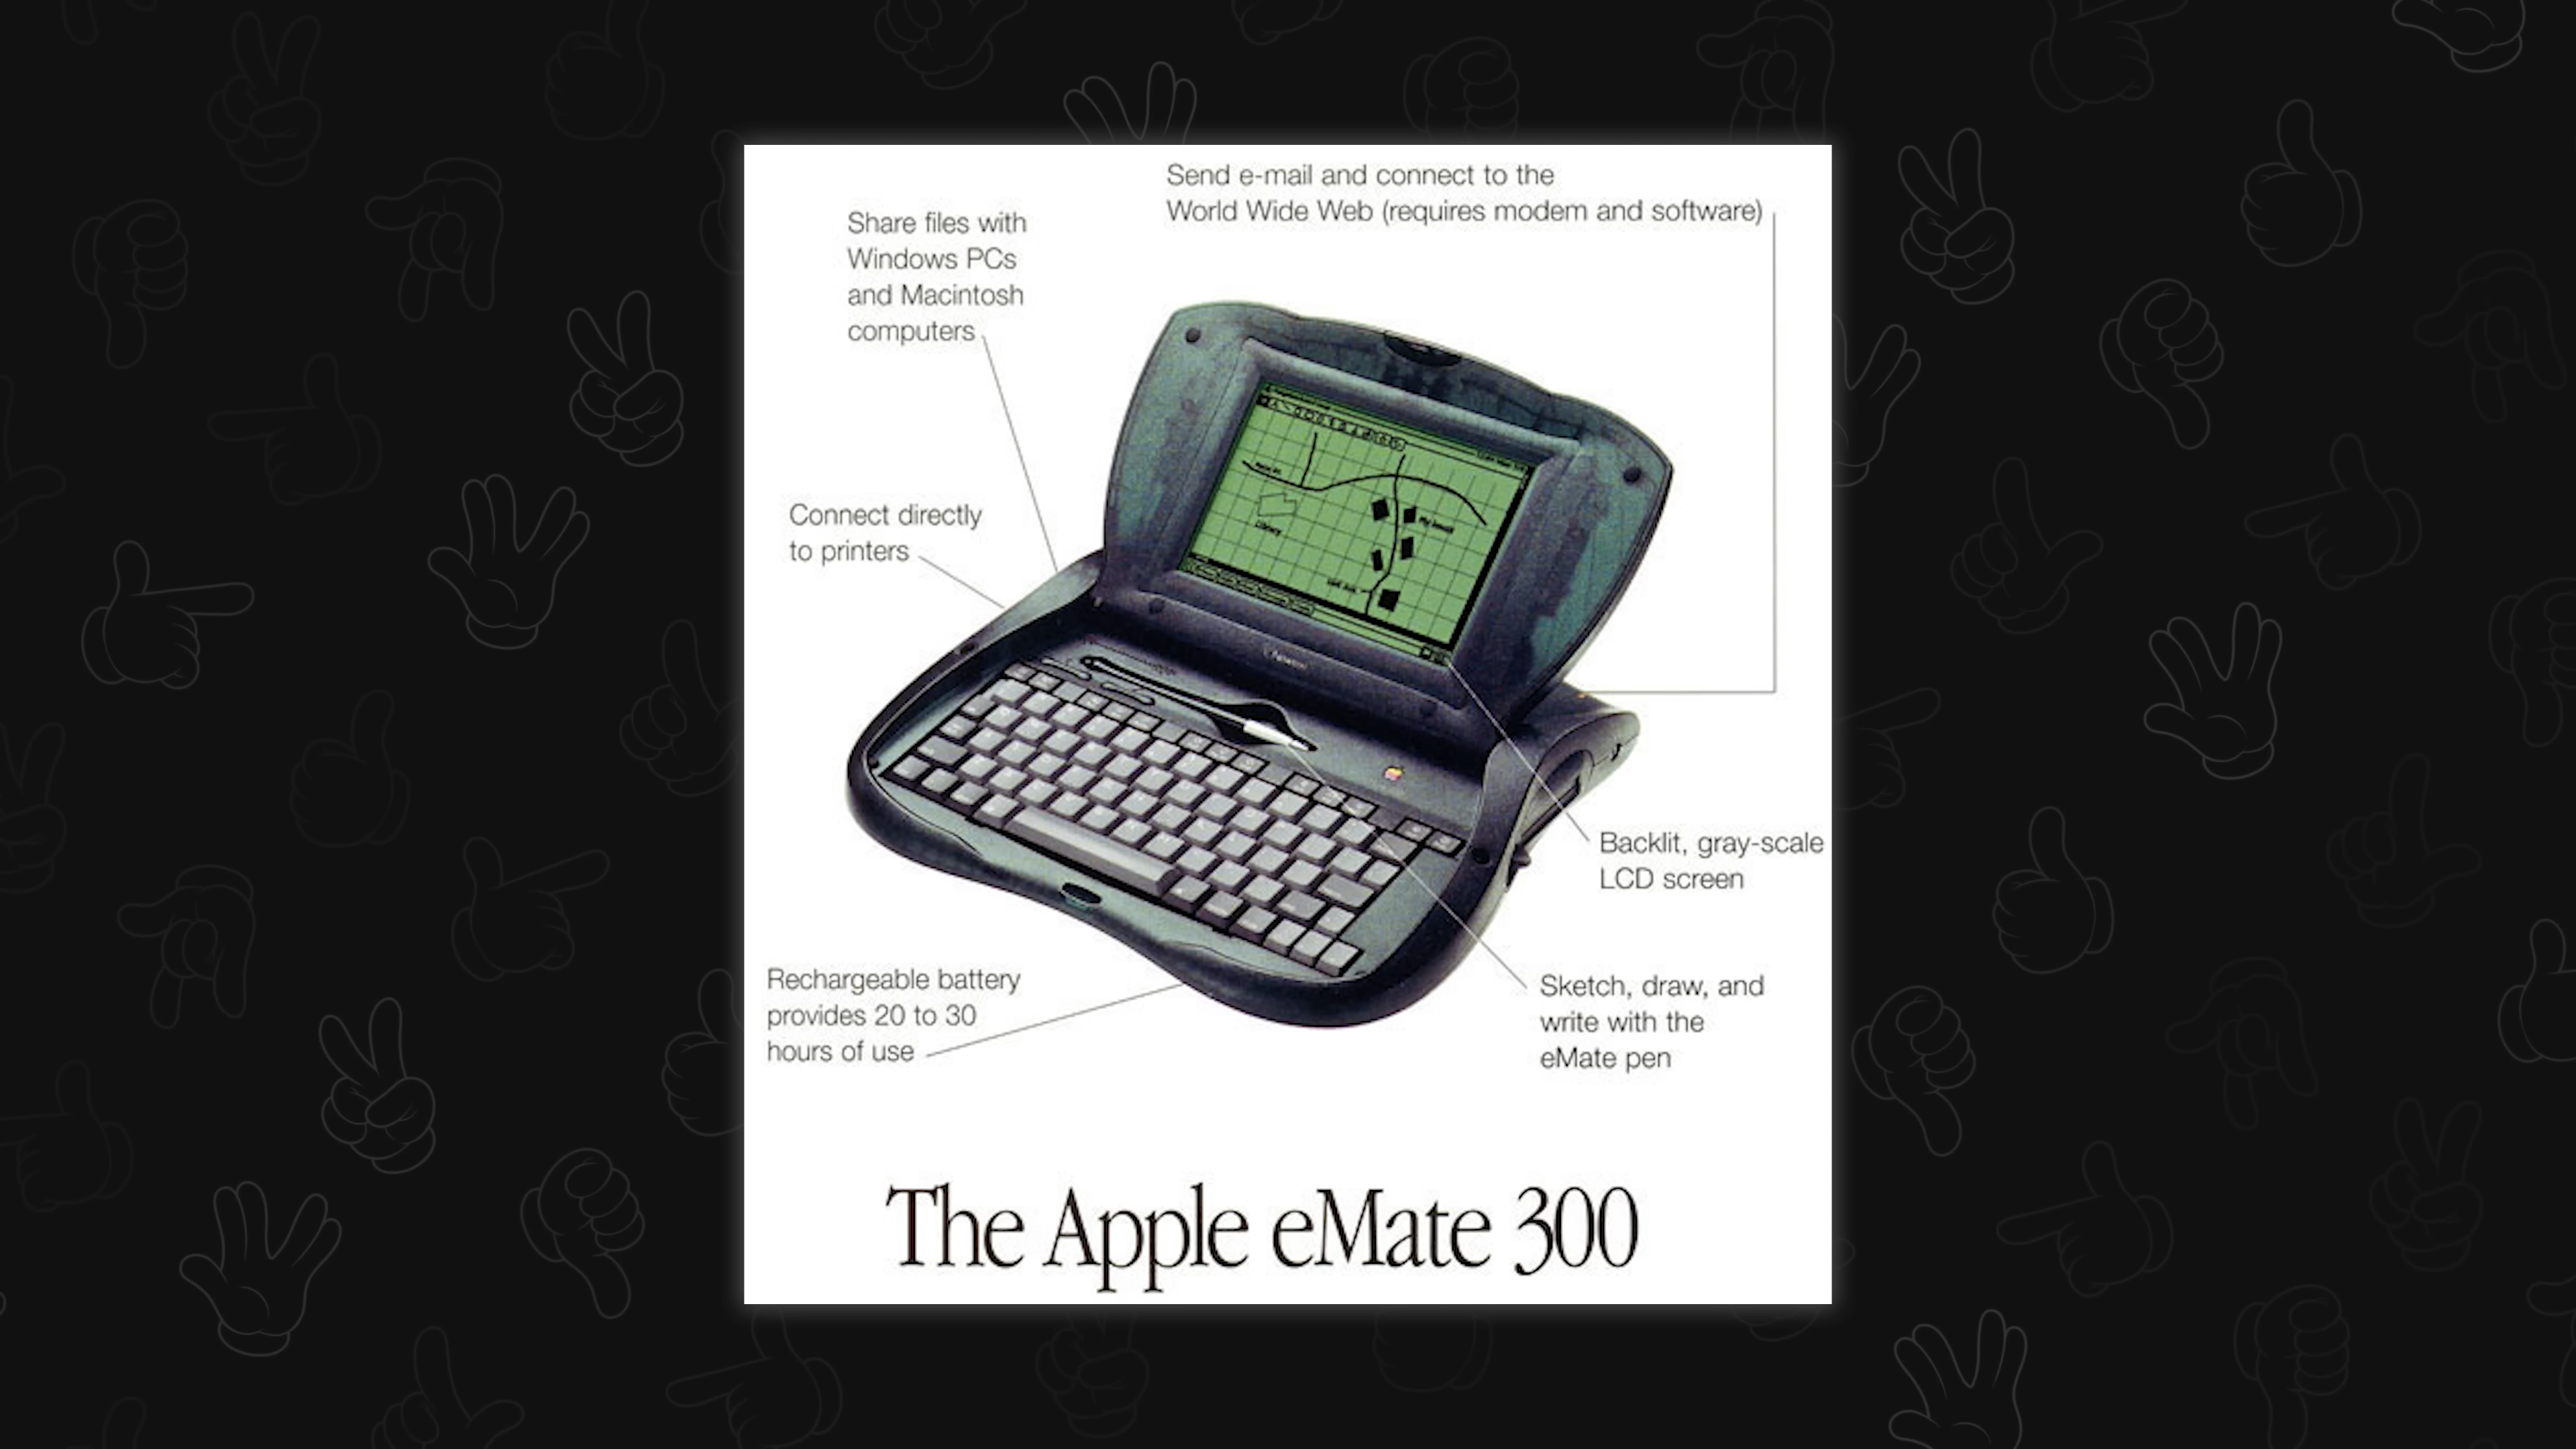 Send e-mail and connect to the
World Wide Web (requires modem and software)
Share files with
Windows PCs
and Macintosh
computers
Connect directly
to printers
Library
Backlit, gray-scale
LCD screen
Rechargeable battery
provides 20 to 30
hours of use
Sketch, draw, and
write with the
eMate pen
The Apple eMate 300